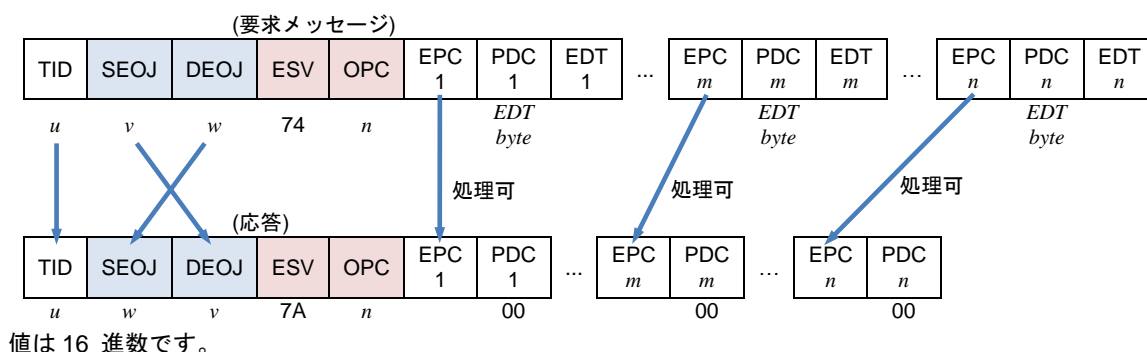 (要求メッセージ)
TID SEOJ DEOJ ESV OPC EPC 1 PDC 1 EDT 1 ... EPC m PDC m EDT m … EPC n PDC n EDT n
u v w 74 n EDT byte EDT byte EDT byte
処理可 処理可 処理可
(応答)
TID SEOJ DEOJ ESV OPC EPC 1 PDC 1 ... EPC m PDC m … EPC n PDC n
u w v 7A n 00 00 00
値は 16 進数です。